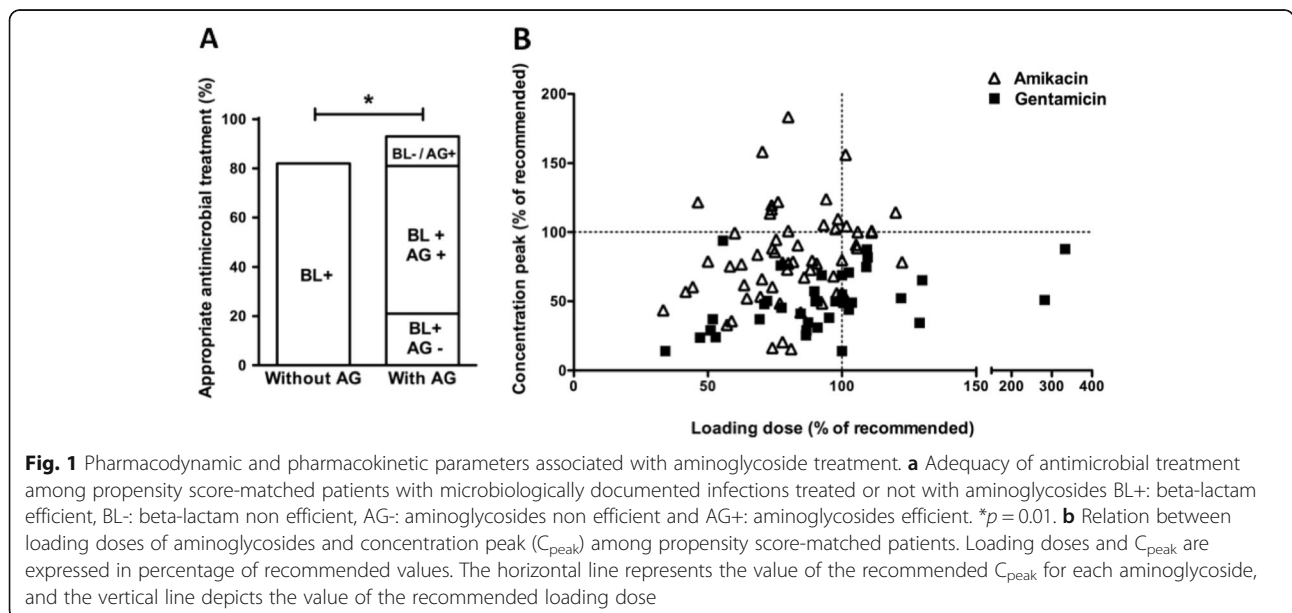 A
B
Appropriate antimicrobial treatment (%)
100
80
60
40
20
0
*
BL+
BL- / AG+
BL +
AG +
BL+
AG -
Without AG
With AG
△ Amikacin
■ Gentamicin
Concentration peak (% of recommended)
200
150
100
50
0
0
50
100
150
200
300
400
Loading dose (% of recommended)
Fig. 1 Pharmacodynamic and pharmacokinetic parameters associated with aminoglycoside treatment. a Adequacy of antimicrobial treatment
among propensity score-matched patients with microbiologically documented infections treated or not with aminoglycosides BL+: beta-lactam
efficient, BL-: beta-lactam non efficient, AG-: aminoglycosides non efficient and AG+: aminoglycosides efficient. *p = 0.01. b Relation between
loading doses of aminoglycosides and concentration peak (Cpeak) among propensity score-matched patients. Loading doses and Cpeak are
expressed in percentage of recommended values. The horizontal line represents the value of the recommended Cpeak for each aminoglycoside,
and the vertical line depicts the value of the recommended loading dose